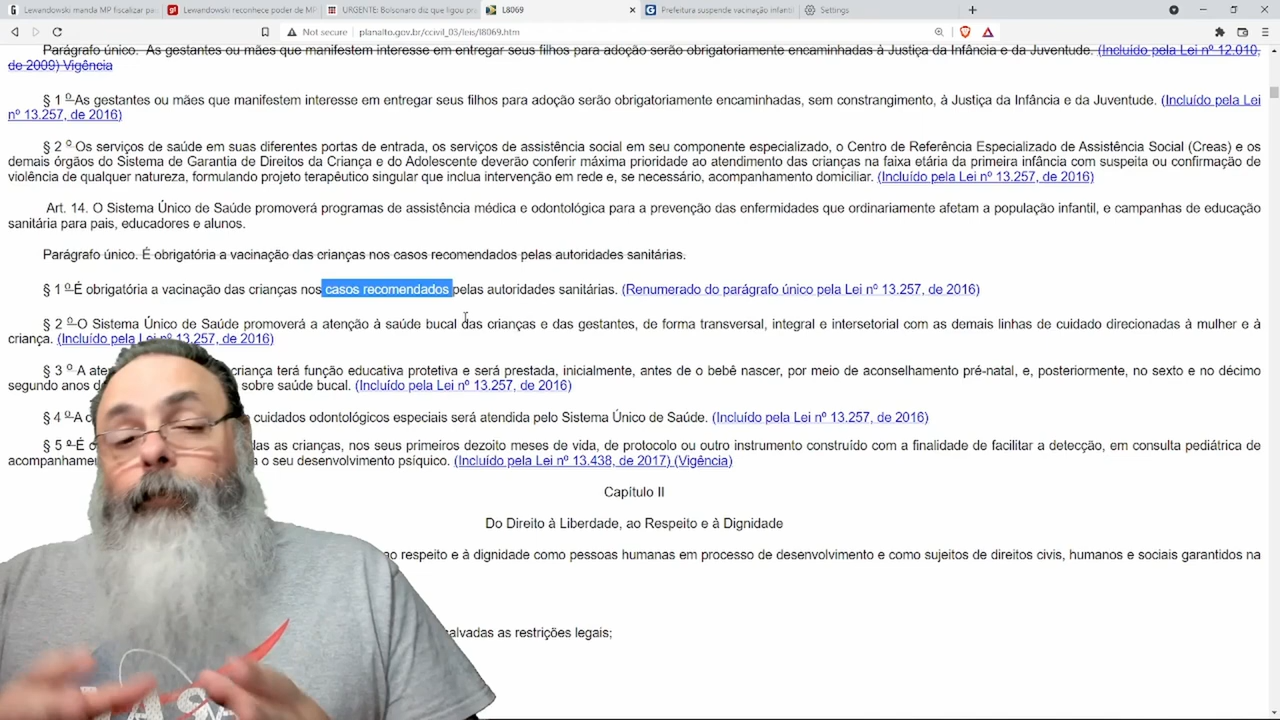 Lewandowski manda MP fiscalizar pa
Lewandowski reconhece poder de MP
URGENTE: Bolsonaro diz que ligou pro
L8069
Prefeitura suspende vacinação infanti
Settings
Not secure
planalto.gov.br/ccivil_03/leis/l8069.htm
Parágrafo único. As gestantes ou mães que manifestem interesse em entregar seus filhos para adoção serão obrigatoriamente encaminhadas à Justiça da Infância e da Juventude. (Incluído pela Lei nº 12.010,
de 2009) Vigência
§ 1 º As gestantes ou mães que manifestem interesse em entregar seus filhos para adoção serão obrigatoriamente encaminhadas, sem constrangimento, à Justiça da Infância e da Juventude. (Incluído pela Lei
nº 13.257, de 2016)
§ 2 º Os serviços de saúde em suas diferentes portas de entrada, os serviços de assistência social em seu componente especializado, o Centro de Referência Especializado de Assistência Social (Creas) e os
demais órgãos do Sistema de Garantia de Direitos da Criança e do Adolescente deverão conferir máxima prioridade ao atendimento das crianças na faixa etária da primeira infância com suspeita ou confirmação de
violência de qualquer natureza, formulando projeto terapêutico singular que inclua intervenção em rede e, se necessário, acompanhamento domiciliar. (Incluído pela Lei nº 13.257, de 2016)
Art. 14. O Sistema Único de Saúde promoverá programas de assistência médica e odontológica para a prevenção das enfermidades que ordinariamente afetam a população infantil, e campanhas de educação
sanitária para pais, educadores e alunos.
Parágrafo único. É obrigatória a vacinação das crianças nos casos recomendados pelas autoridades sanitárias.
§ 1 º É obrigatória a vacinação das crianças nos casos recomendados pelas autoridades sanitárias. (Renumerado do parágrafo único pela Lei nº 13.257, de 2016)
§ 2 º O Sistema Único de Saúde promoverá a atenção à saúde bucal das crianças e das gestantes, de forma transversal, integral e intersetorial com as demais linhas de cuidado direcionadas à mulher e à
criança. (Incluído pela Lei nº 13.257, de 2016)
§ 3 º A criança terá função educativa protetiva e será prestada, inicialmente, antes de o bebê nascer, por meio de aconselhamento pré-natal, e, posteriormente, no sexto e no décimo
segundo anos sobre saúde bucal. (Incluído pela Lei nº 13.257, de 2016)
§ 4 º A cuidados odontológicos especiais será atendida pelo Sistema Único de Saúde. (Incluído pela Lei nº 13.257, de 2016)
§ 5 º É as crianças, nos seus primeiros dezoito meses de vida, de protocolo ou outro instrumento construído com a finalidade de facilitar a detecção, em consulta pediátrica de
o seu desenvolvimento psíquico. (Incluído pela Lei nº 13.438, de 2017) (Vigência)
Capítulo II
Do Direito à Liberdade, ao Respeito e à Dignidade
ao respeito e à dignidade como pessoas humanas em processo de desenvolvimento e como sujeitos de direitos civis, humanos e sociais garantidos na
as restrições legais;